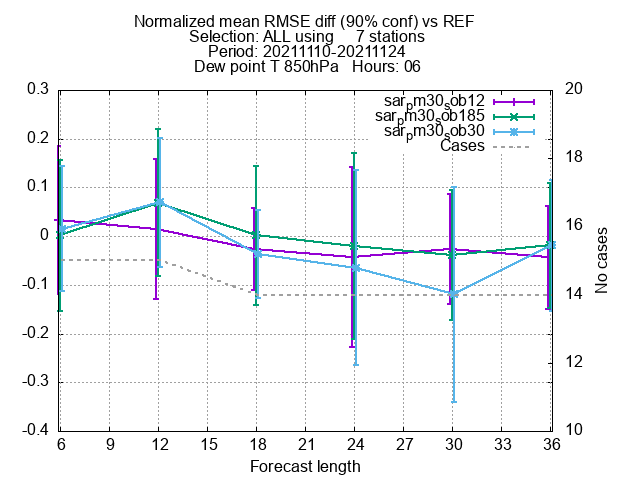 Normalized mean RMSE diff (90% conf) vs REF
Selection: ALL using 7 stations
Period: 20211110-20211124
Dew point T 850hPa Hours: 06
0.3
0.2
0.1
0
-0.1
-0.2
-0.3
-0.4
20
18
16
14
12
10
No cases
sarpm30sob12
sarpm30sob185
sarpm30sob30
Cases
6 9 12 15 18 21 24 27 30 33 36
Forecast length